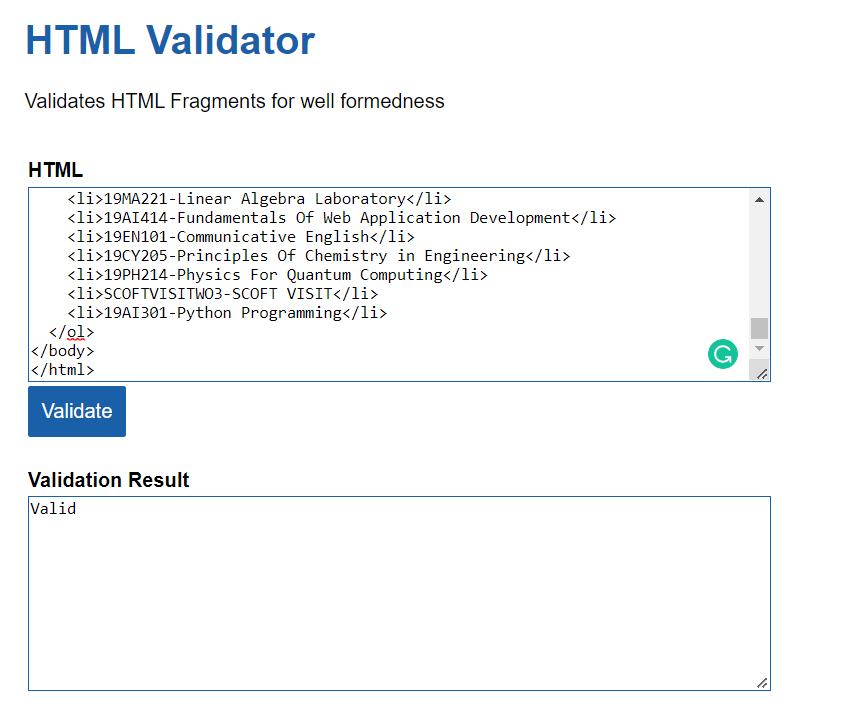 HTML Validator
Validates HTML Fragments for well formedness
HTML
<li>19MA221-Linear Algebra Laboratory</li>
<li>19AI414-Fundamentals Of Web Application Development</li>
<li>19EN101-Communicative English</li>
<li>19CY205-Principles Of Chemistry in Engineering</li>
<li>19PH214-Physics For Quantum Computing</li>
<li>SCOFTVISITWO3-SCOFT VISIT</li>
<li>19AI301-Python Programming</li>
</ol>
</body>
</html>
Validate
Validation Result
Valid